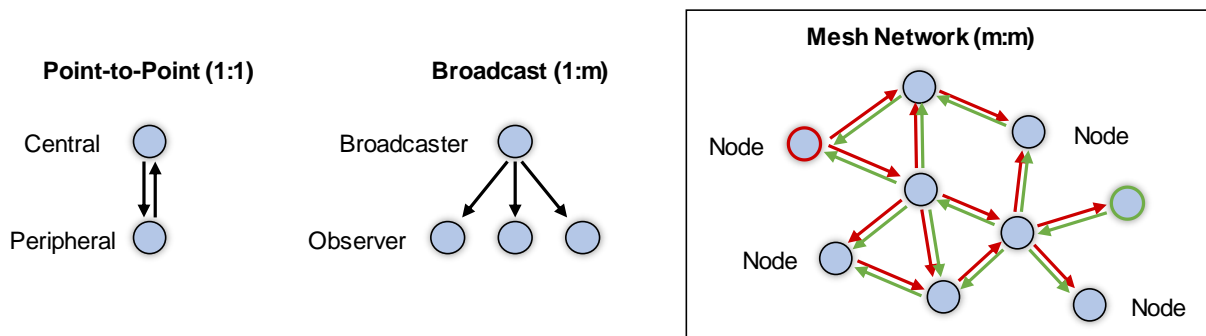 Point-to-Point (1:1)
Central
Peripheral
Broadcast (1:m)
Broadcaster
Observer
Mesh Network (m:m)
Node
Node
Node
Node